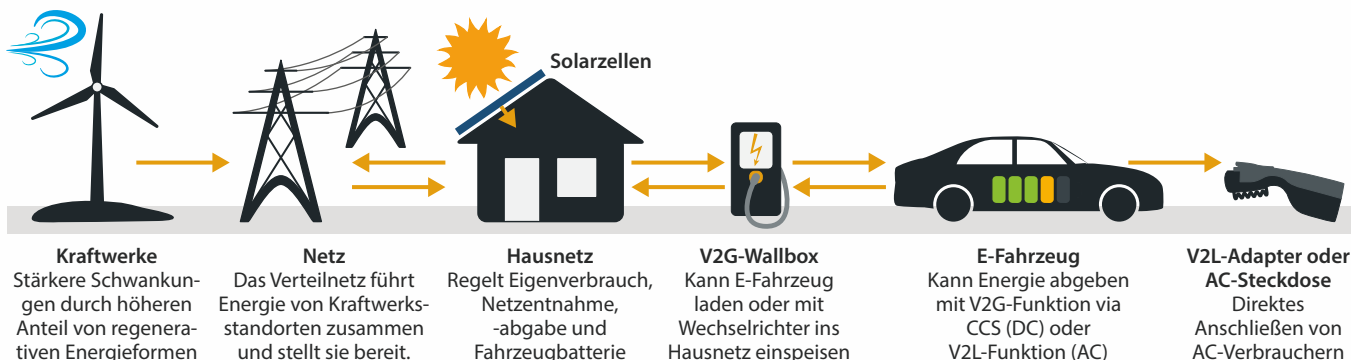 Solarzellen
Kraftwerke
Stärkere Schwankun-
gen durch höheren
Anteil von regenera-
tiven Energieformen
Netz
Das Verteilnetz führt
Energie von Kraftwerks-
standorten zusammen
und stellt sie bereit.
Hausnetz
Regelt Eigenverbrauch,
Netzentnahme,
-abgabe und
Fahrzeugbatterie
V2G-Wallbox
Kann E-Fahrzeug
laden oder mit
Wechselrichter ins
Hausnetz einspeisen
E-Fahrzeug
Kann Energie abgeben
mit V2G-Funktion via
CCS (DC) oder
V2L-Funktion (AC)
V2L-Adapter oder
AC-Steckdose
Direktes
Anschließen von
AC-Verbrauchern